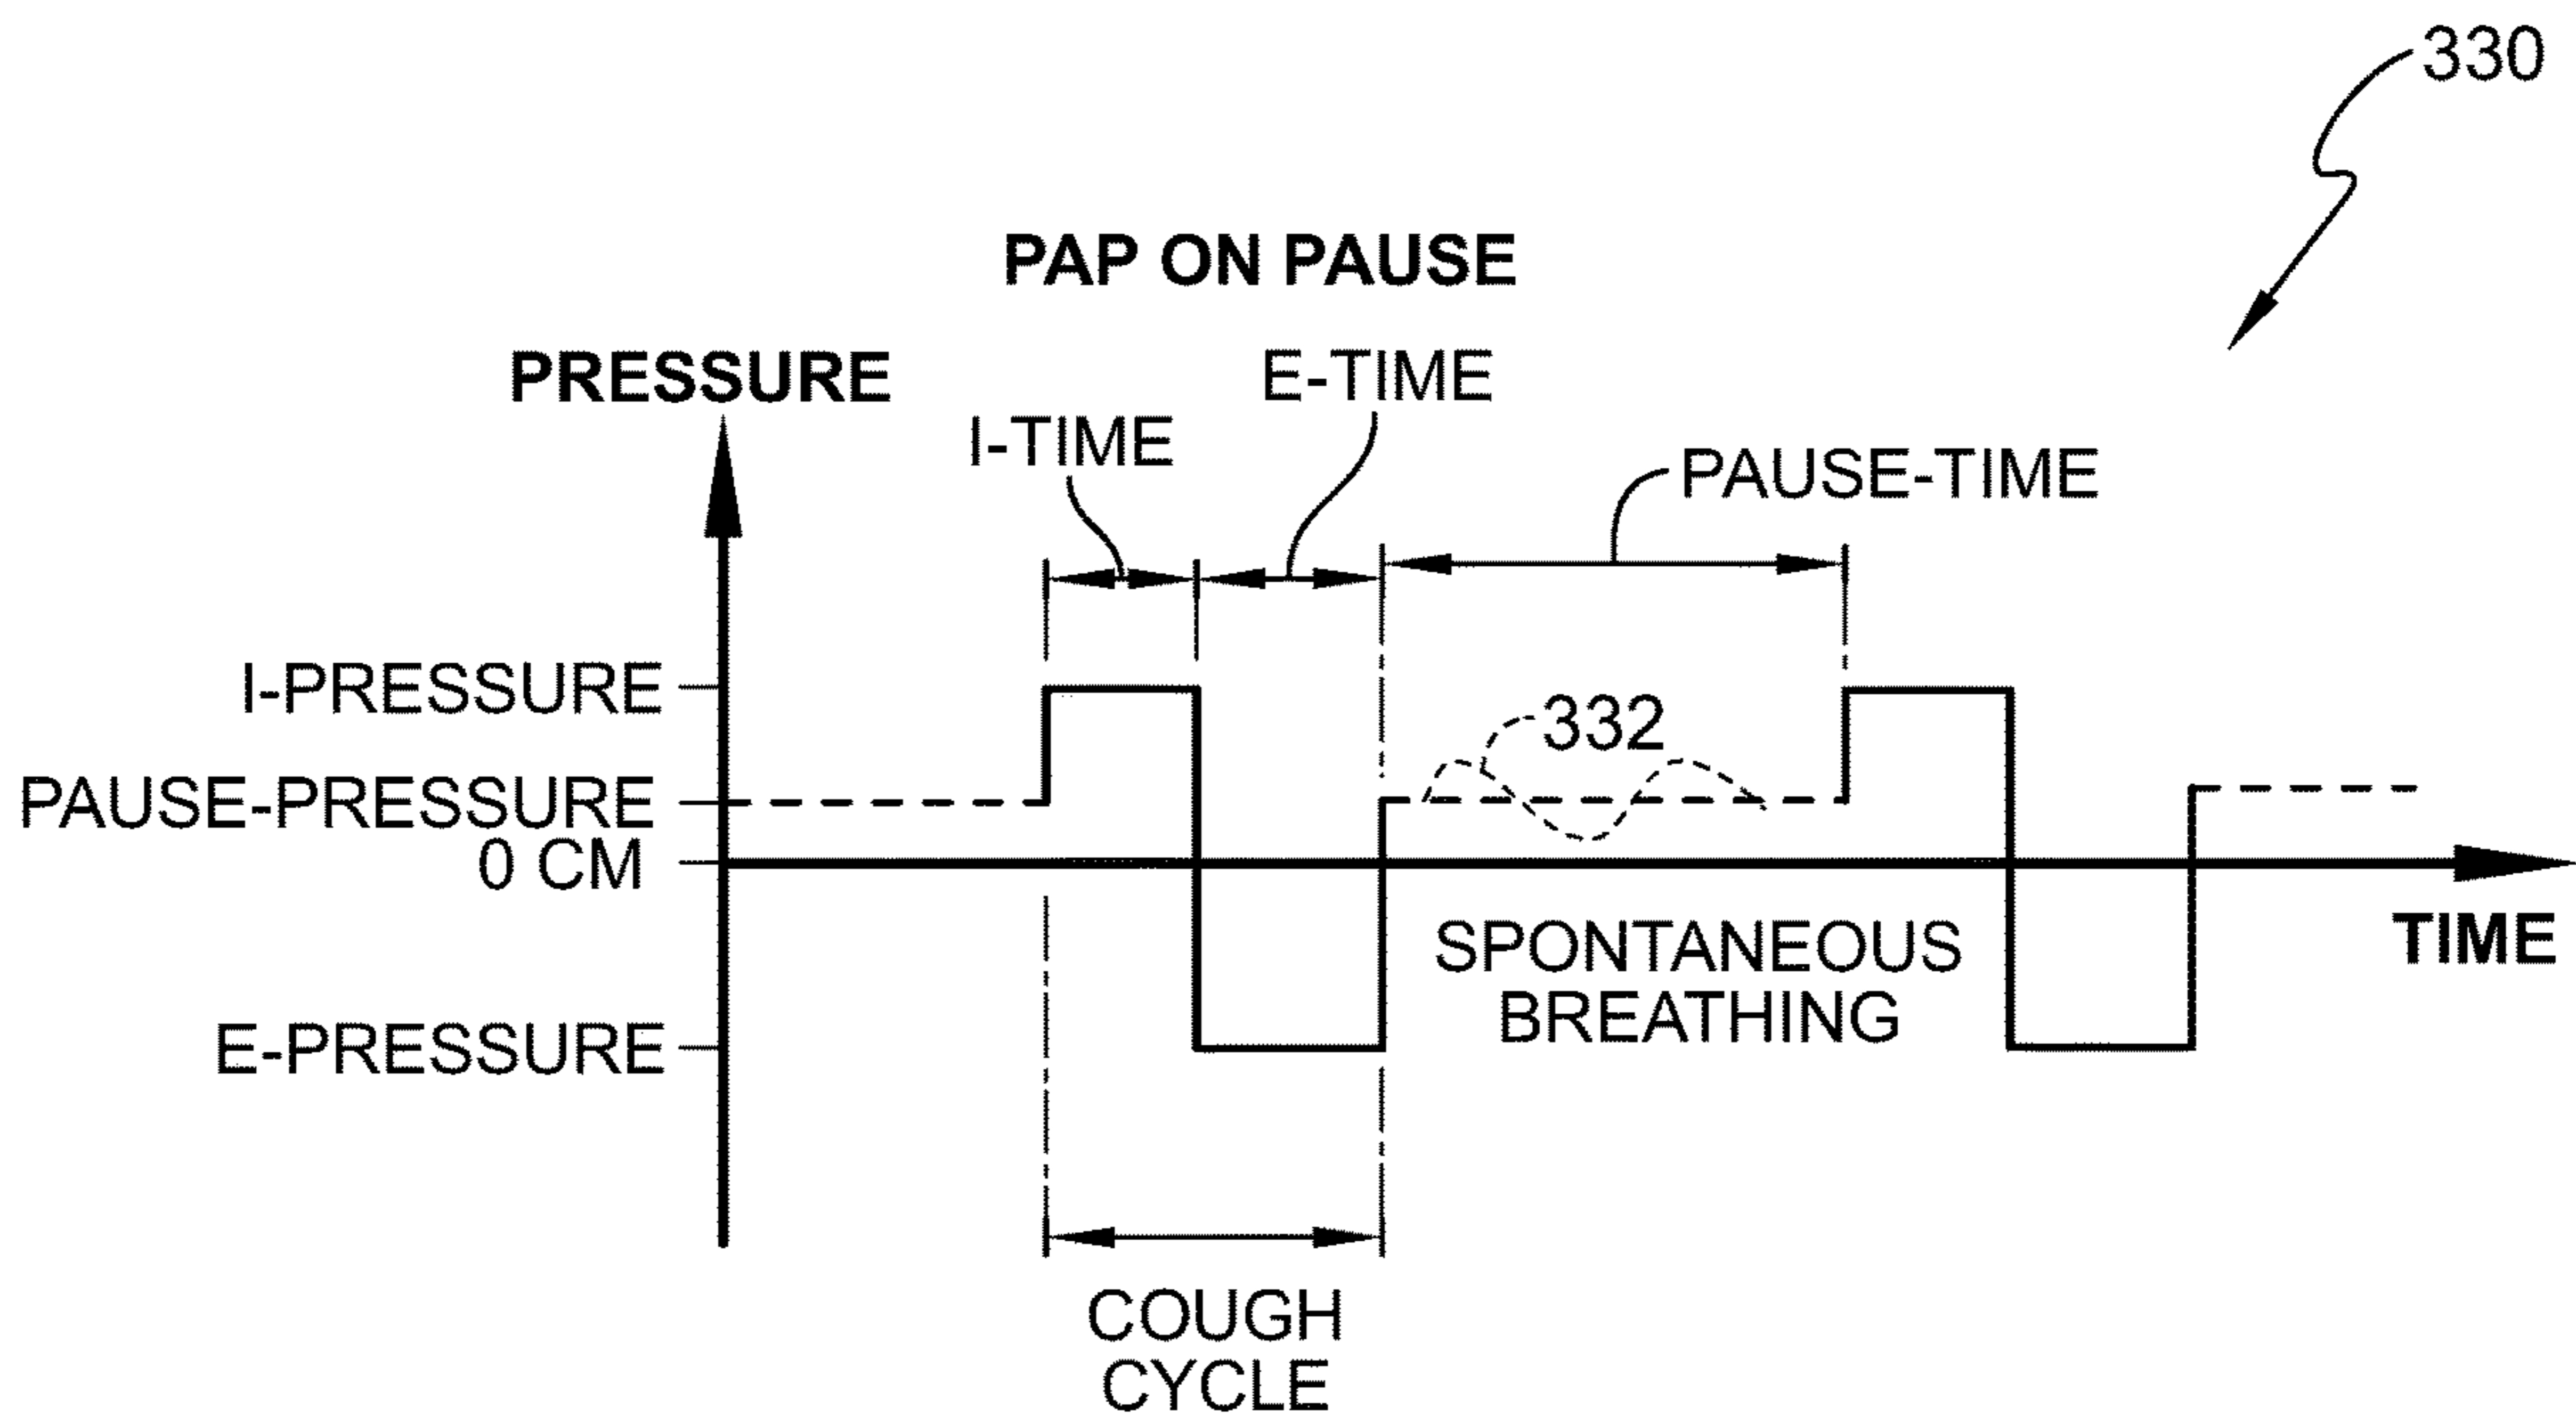 330
PAP ON PAUSE
PRESSURE
E-TIME
I-TIME
PAUSE-TIME
I-PRESSURE
332
PAUSE-PRESSURE
0 CM
TIME
SPONTANEOUS
BREATHING
E-PRESSURE
COUGH
CYCLE